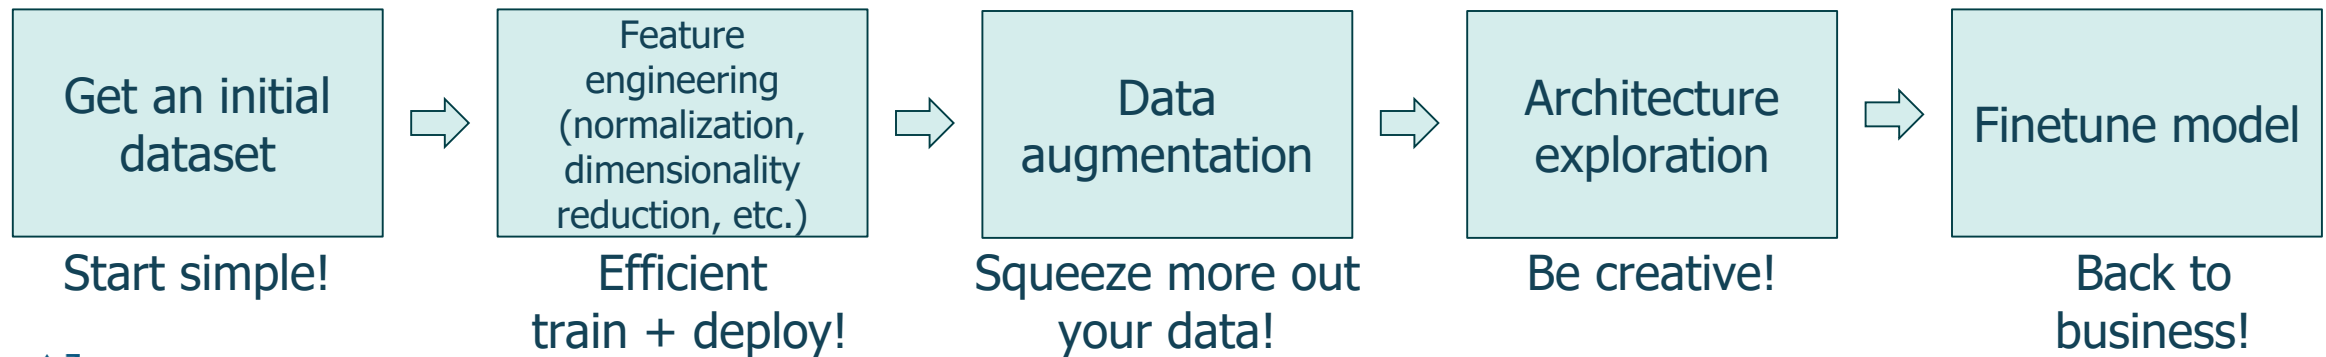 Get an initial
dataset
Start simple!
Feature
engineering
(normalization,
dimensionality
reduction, etc.)
Efficient
train + deploy!
Data
augmentation
Squeeze more out
your data!
Architecture
exploration
Be creative!
Finetune model
Back to
business!